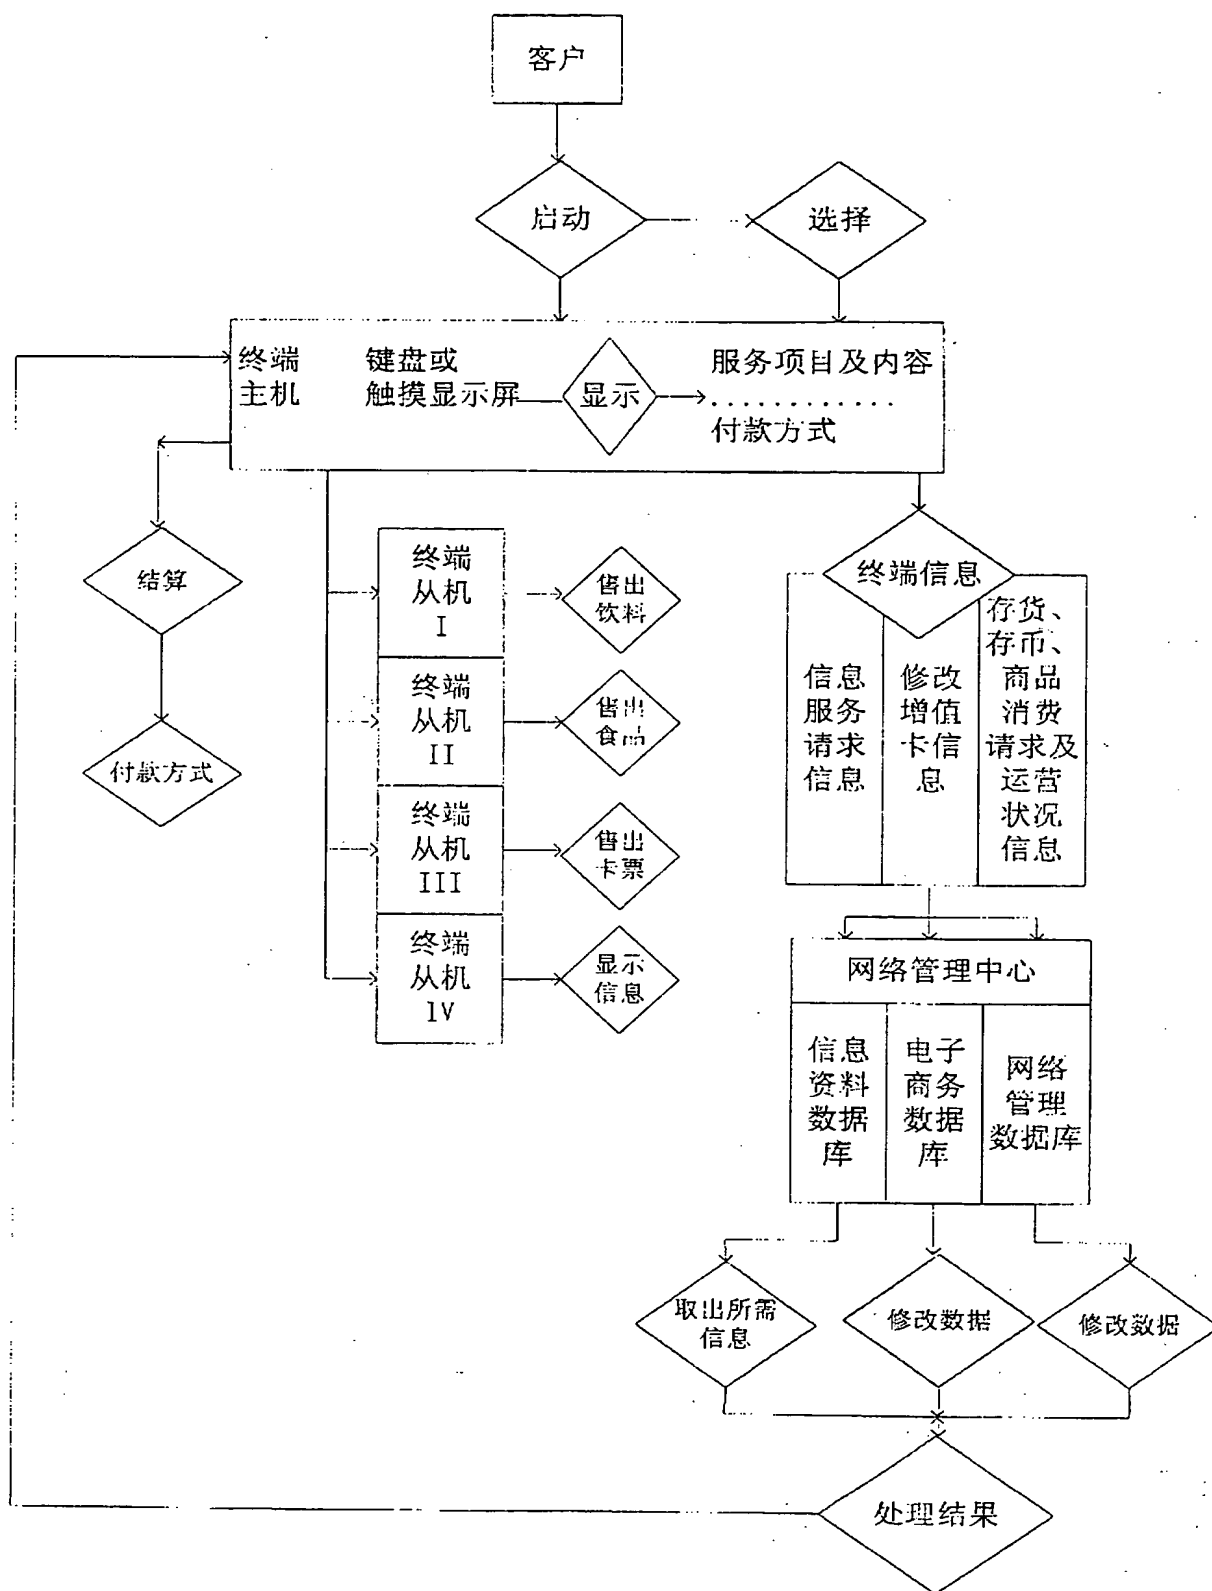 客户
启动
选择
终端
主机
键盘或
触摸显示屏
显示
服务项目及内容
.............
付款方式
结算
付款方式
终端
从机
I
售出
饮料
终端
从机
II
售出
食品
终端
从机
III
售出
卡票
终端
从机
IV
显示
信息
终端信息
信息
服务
请求
信息
修改
增值
卡信
息
存货、
存币、
商品
消费
请求及
运营
状况
信息
网络管理中心
信息
资料
数据
库
电子
商务
数据
库
网络
管理
数据库
取出所需
信息
修改数据
修改数据
处理结果